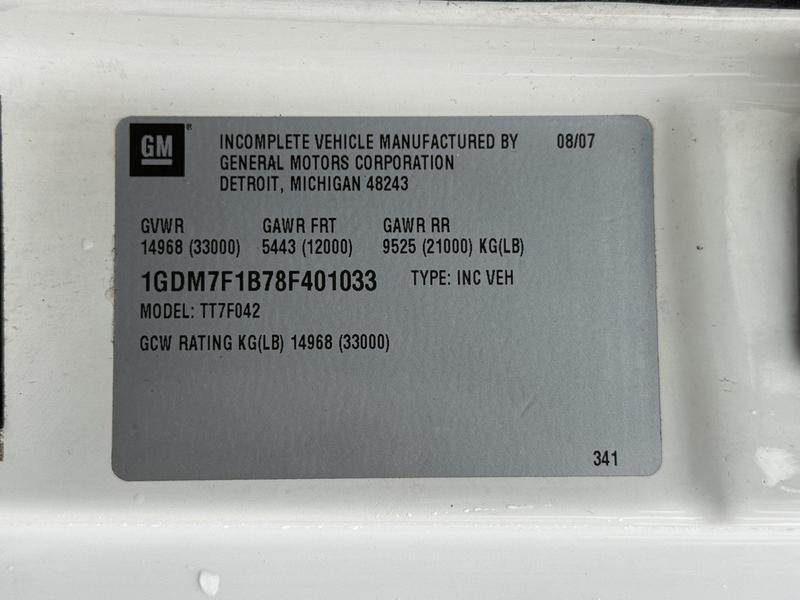 GM ® INCOMPLETE VEHICLE MANUFACTURED BY 08/07
GENERAL MOTORS CORPORATION
DETROIT, MICHIGAN 48243
GVWR GAWR FRT GAWR RR
14968 (33000) 5443 (12000) 9525 (21000) KG(LB)
1GDM7F1B78F401033 TYPE: INC VEH
MODEL: TT7F042
GCW RATING KG(LB) 14968 (33000)
341